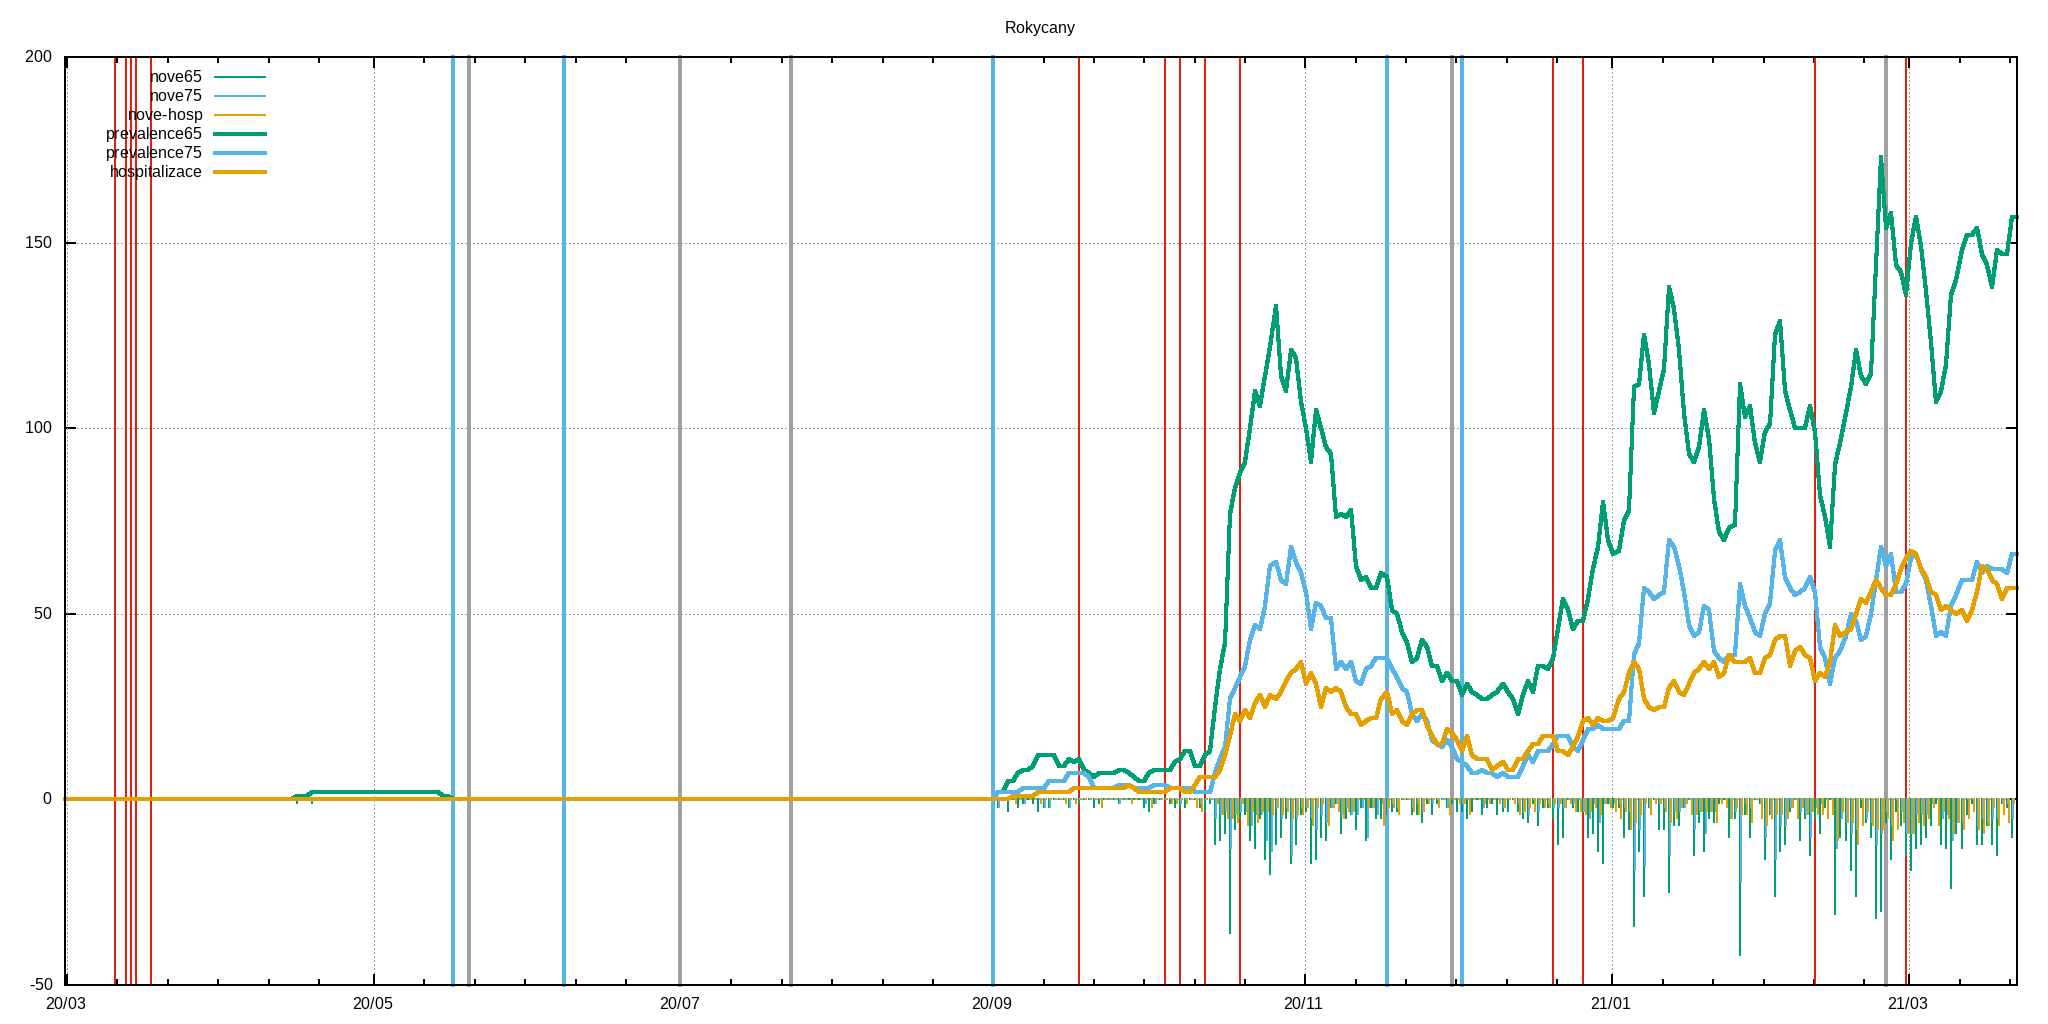 Rokycany
200
nove65
nove75
nove-hosp
prevalence65
prevalence75
hospitalizace
150
100
50
0
-50
20/03 20/05 20/07 20/09 20/11 21/01 21/03